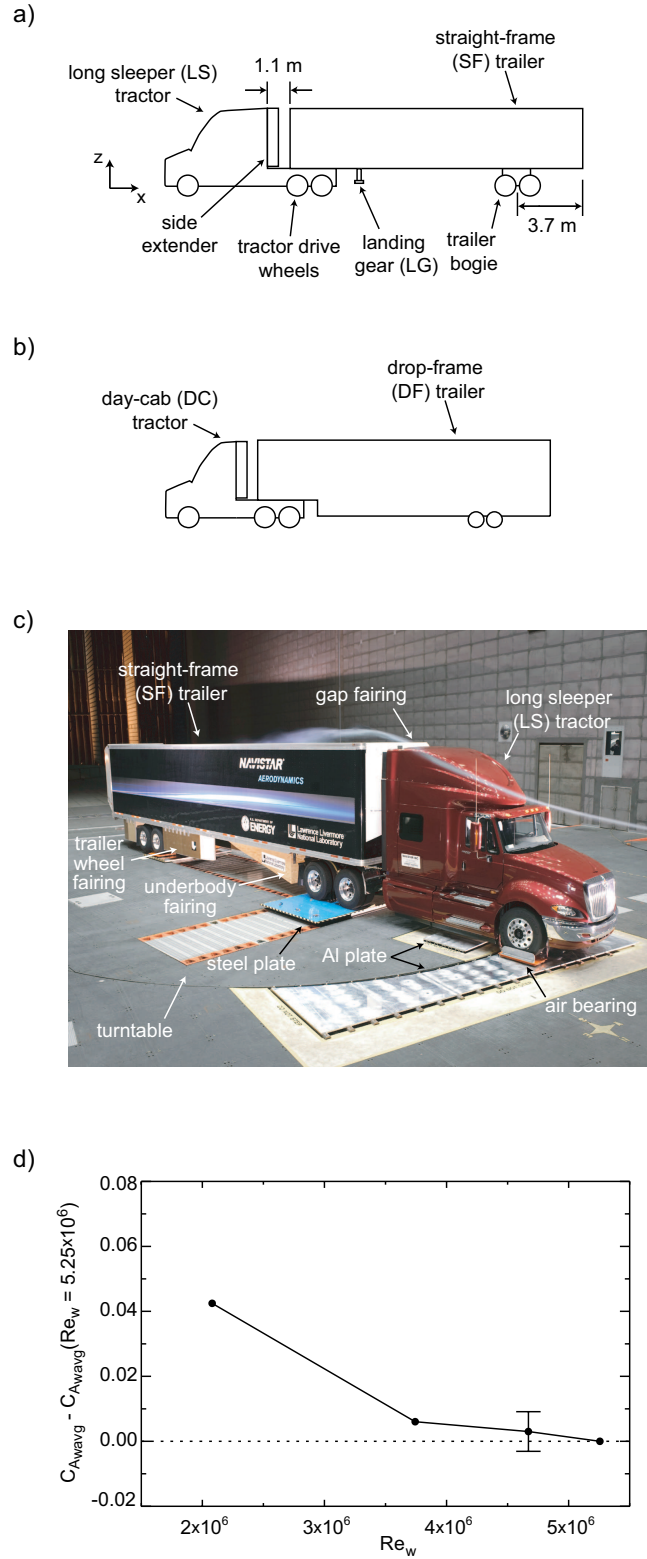 a)
straight-frame
(SF) trailer
long sleeper (LS)
tractor
1.1 m
z
x
side
extender
tractor drive
wheels
landing
gear (LG)
trailer
bogie
3.7 m
b)
drop-frame
(DF) trailer
day-cab (DC)
tractor
c)
straight-frame
(SF) trailer
gap fairing
long sleeper
(LS) tractor
NAVISTAR
AERODYNAMICS
U.S. DEPARTMENT OF
ENERGY
Lawrence Livermore
National Laboratory
trailer
wheel fairing
underbody
fairing
steel plate
Al plate
air bearing
turntable
d)
C_Awavg - C_Awavg(Re_w = 5.25x10^6)
0.08
0.06
0.04
0.02
0.00
-0.02
2x10^6
3x10^6
4x10^6
5x10^6
Re_w